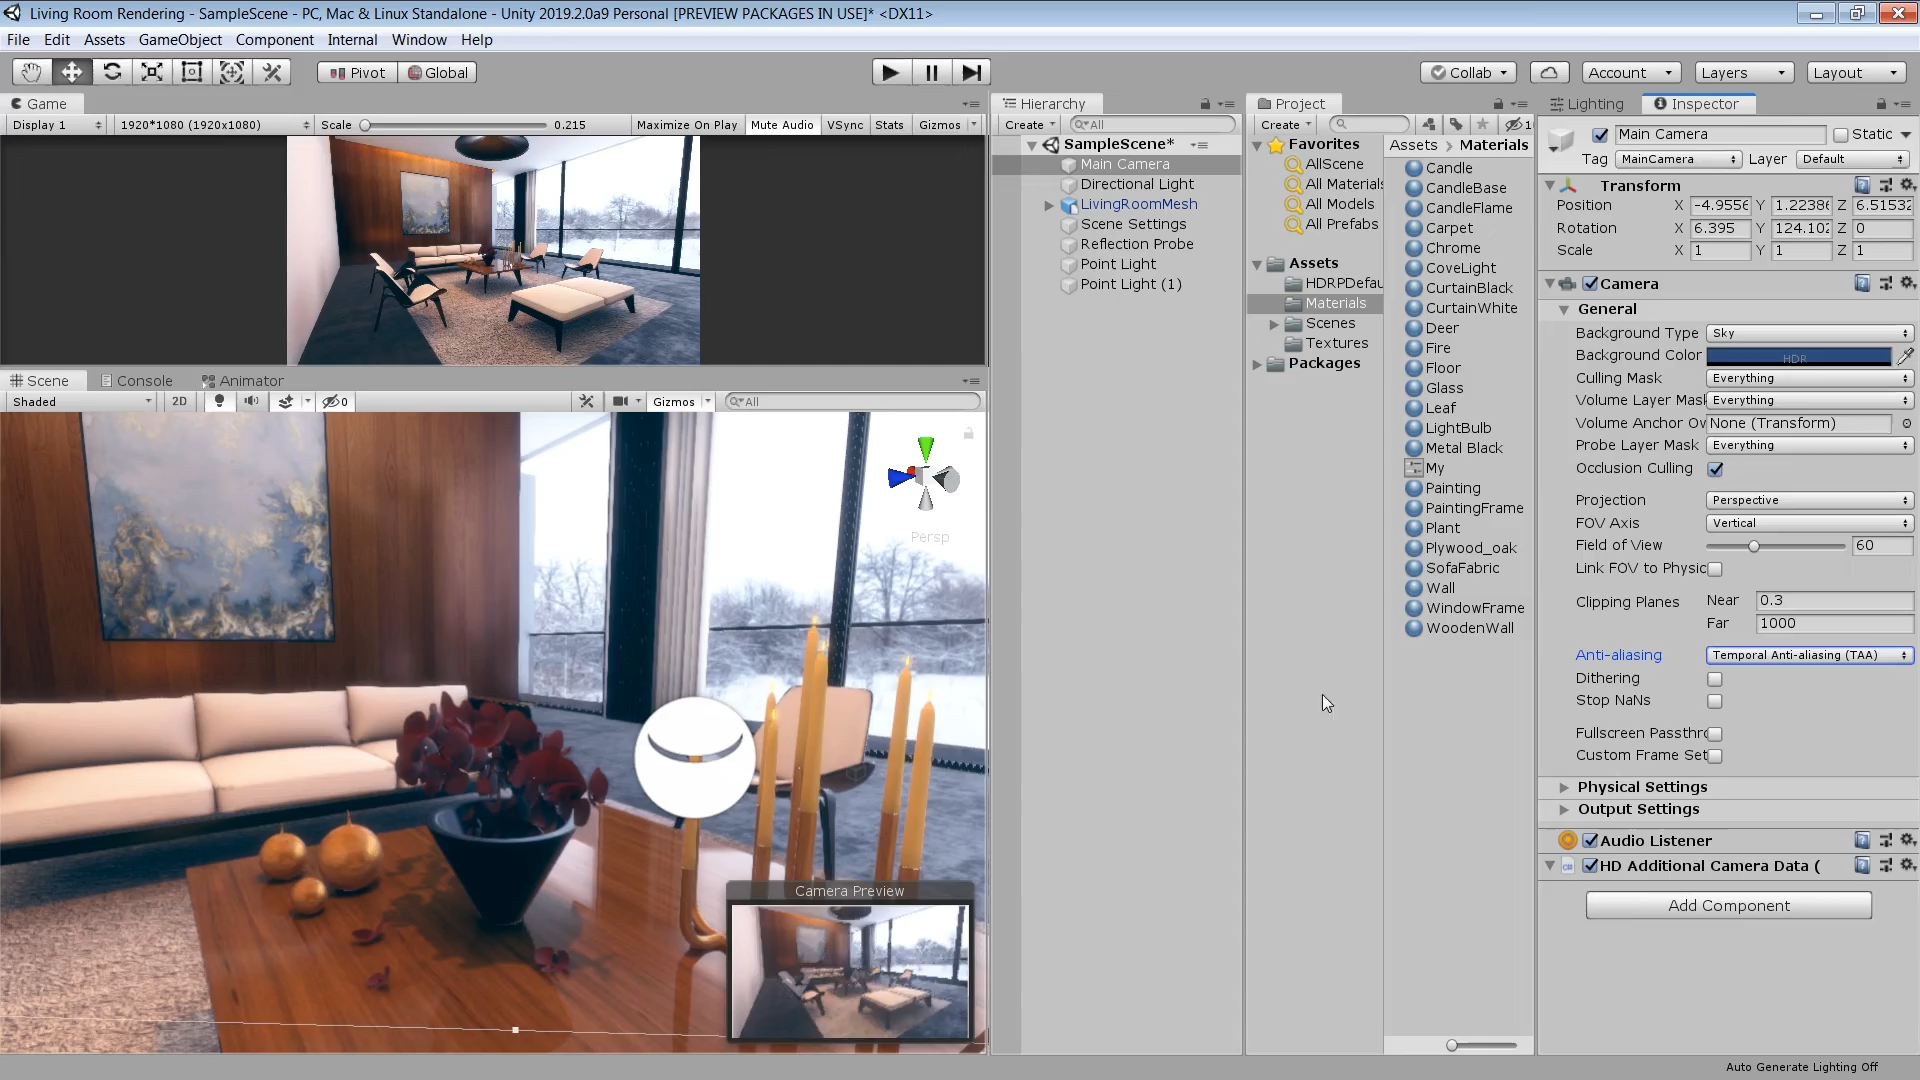 Living Room Rendering - SampleScene - PC, Mac & Linux Standalone - Unity 2019.2.0a9 Personal [PREVIEW PACKAGES IN USE]* <DX11>
File Edit Assets GameObject Component Internal Window Help
Pivot Global Collab Account Layers Layout
Game
Display 1 1920*1080 (1920x1080) Scale 0.215 Maximize On Play Mute Audio VSync Stats Gizmos
Scene Console Animator
Shaded 2D 0 Gizmos All
Persp
Camera Preview
Hierarchy
Create All
SampleScene*
Main Camera
Directional Light
LivingRoomMesh
Scene Settings
Reflection Probe
Point Light
Point Light (1)
Project
Create
Favorites
AllScene
All Materials
All Models
All Prefabs
Assets
HDRPDefau
Materials
Scenes
Textures
Packages
Assets > Materials
Candle
CandleBase
CandleFlame
Carpet
Chrome
CoveLight
CurtainBlack
CurtainWhite
Deer
Fire
Floor
Glass
Leaf
LightBulb
Metal Black
My
Painting
PaintingFrame
Plant
Plywood_oak
SofaFabric
Wall
WindowFrame
WoodenWall
Lighting Inspector
Main Camera Static
Tag MainCamera Layer Default
Transform
Position X -4.9556 Y 1.2238 Z 6.51532
Rotation X 6.395 Y 124.102 Z 0
Scale X 1 Y 1 Z 1
Camera
General
Background Type Sky
Background Color HDR
Culling Mask Everything
Volume Layer Mask Everything
Volume Anchor Ov None (Transform)
Probe Layer Mask Everything
Occlusion Culling
Projection Perspective
FOV Axis Vertical
Field of View 60
Link FOV to Physic
Clipping Planes Near 0.3
Far 1000
Anti-aliasing Temporal Anti-aliasing (TAA)
Dithering
Stop NaNs
Fullscreen Passthro
Custom Frame Set
Physical Settings
Output Settings
Audio Listener
HD Additional Camera Data (
Add Component
Auto Generate Lighting Off